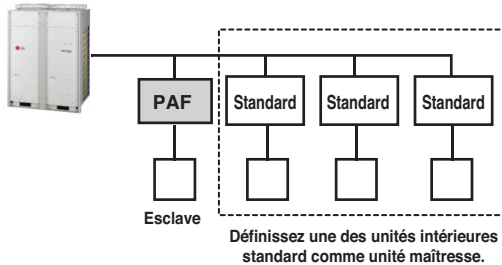 PAF
Standard
Standard
Standard
Esclave
Définissez une des unités intérieures
standard comme unité maîtresse.